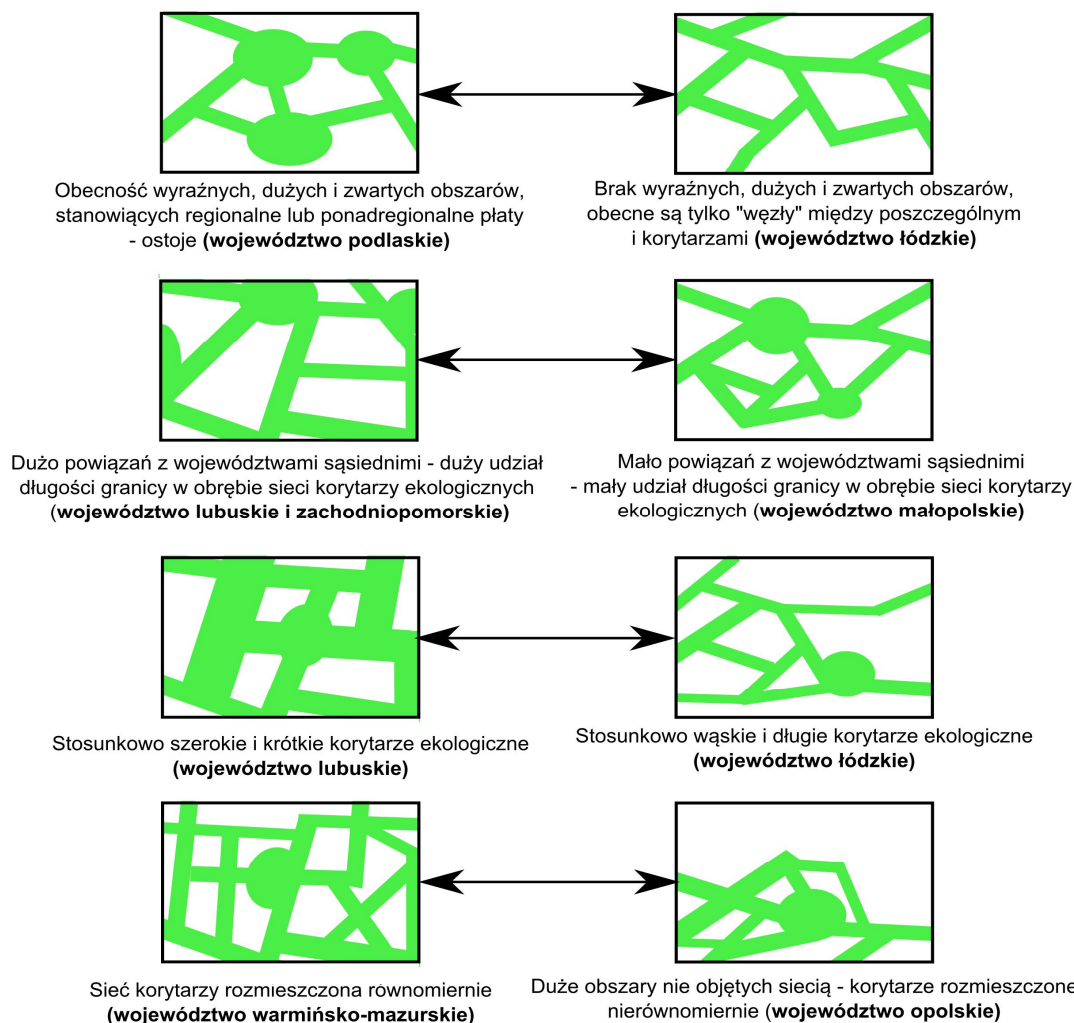 Obecność wyraźnych, dużych i zwartych obszarów,
stanowiących regionalne lub ponadregionalne płaty
- ostoje (województwo podlaskie)
Brak wyraźnych, dużych i zwartych obszarów,
obecne są tylko "węzły" między poszczególnym
i korytarzami (województwo łódzkie)
Dużo powiązań z województwami sąsiednimi - duży udział
długości granicy w obrębie sieci korytarzy ekologicznych
(województwo lubuskie i zachodniopomorskie)
Mało powiązań z województwami sąsiednimi
- mały udział długości granicy w obrębie sieci korytarzy
ekologicznych (województwo małopolskie)
Stosunkowo szerokie i krótkie korytarze ekologiczne
(województwo lubuskie)
Stosunkowo wąskie i długie korytarze ekologiczne
(województwo łódzkie)
Sieć korytarzy rozmieszczona równomiernie
(województwo warmińsko-mazurskie)
Duże obszary nie objętych siecią - korytarze rozmieszczone
nierównomiernie (województwo opolskie)